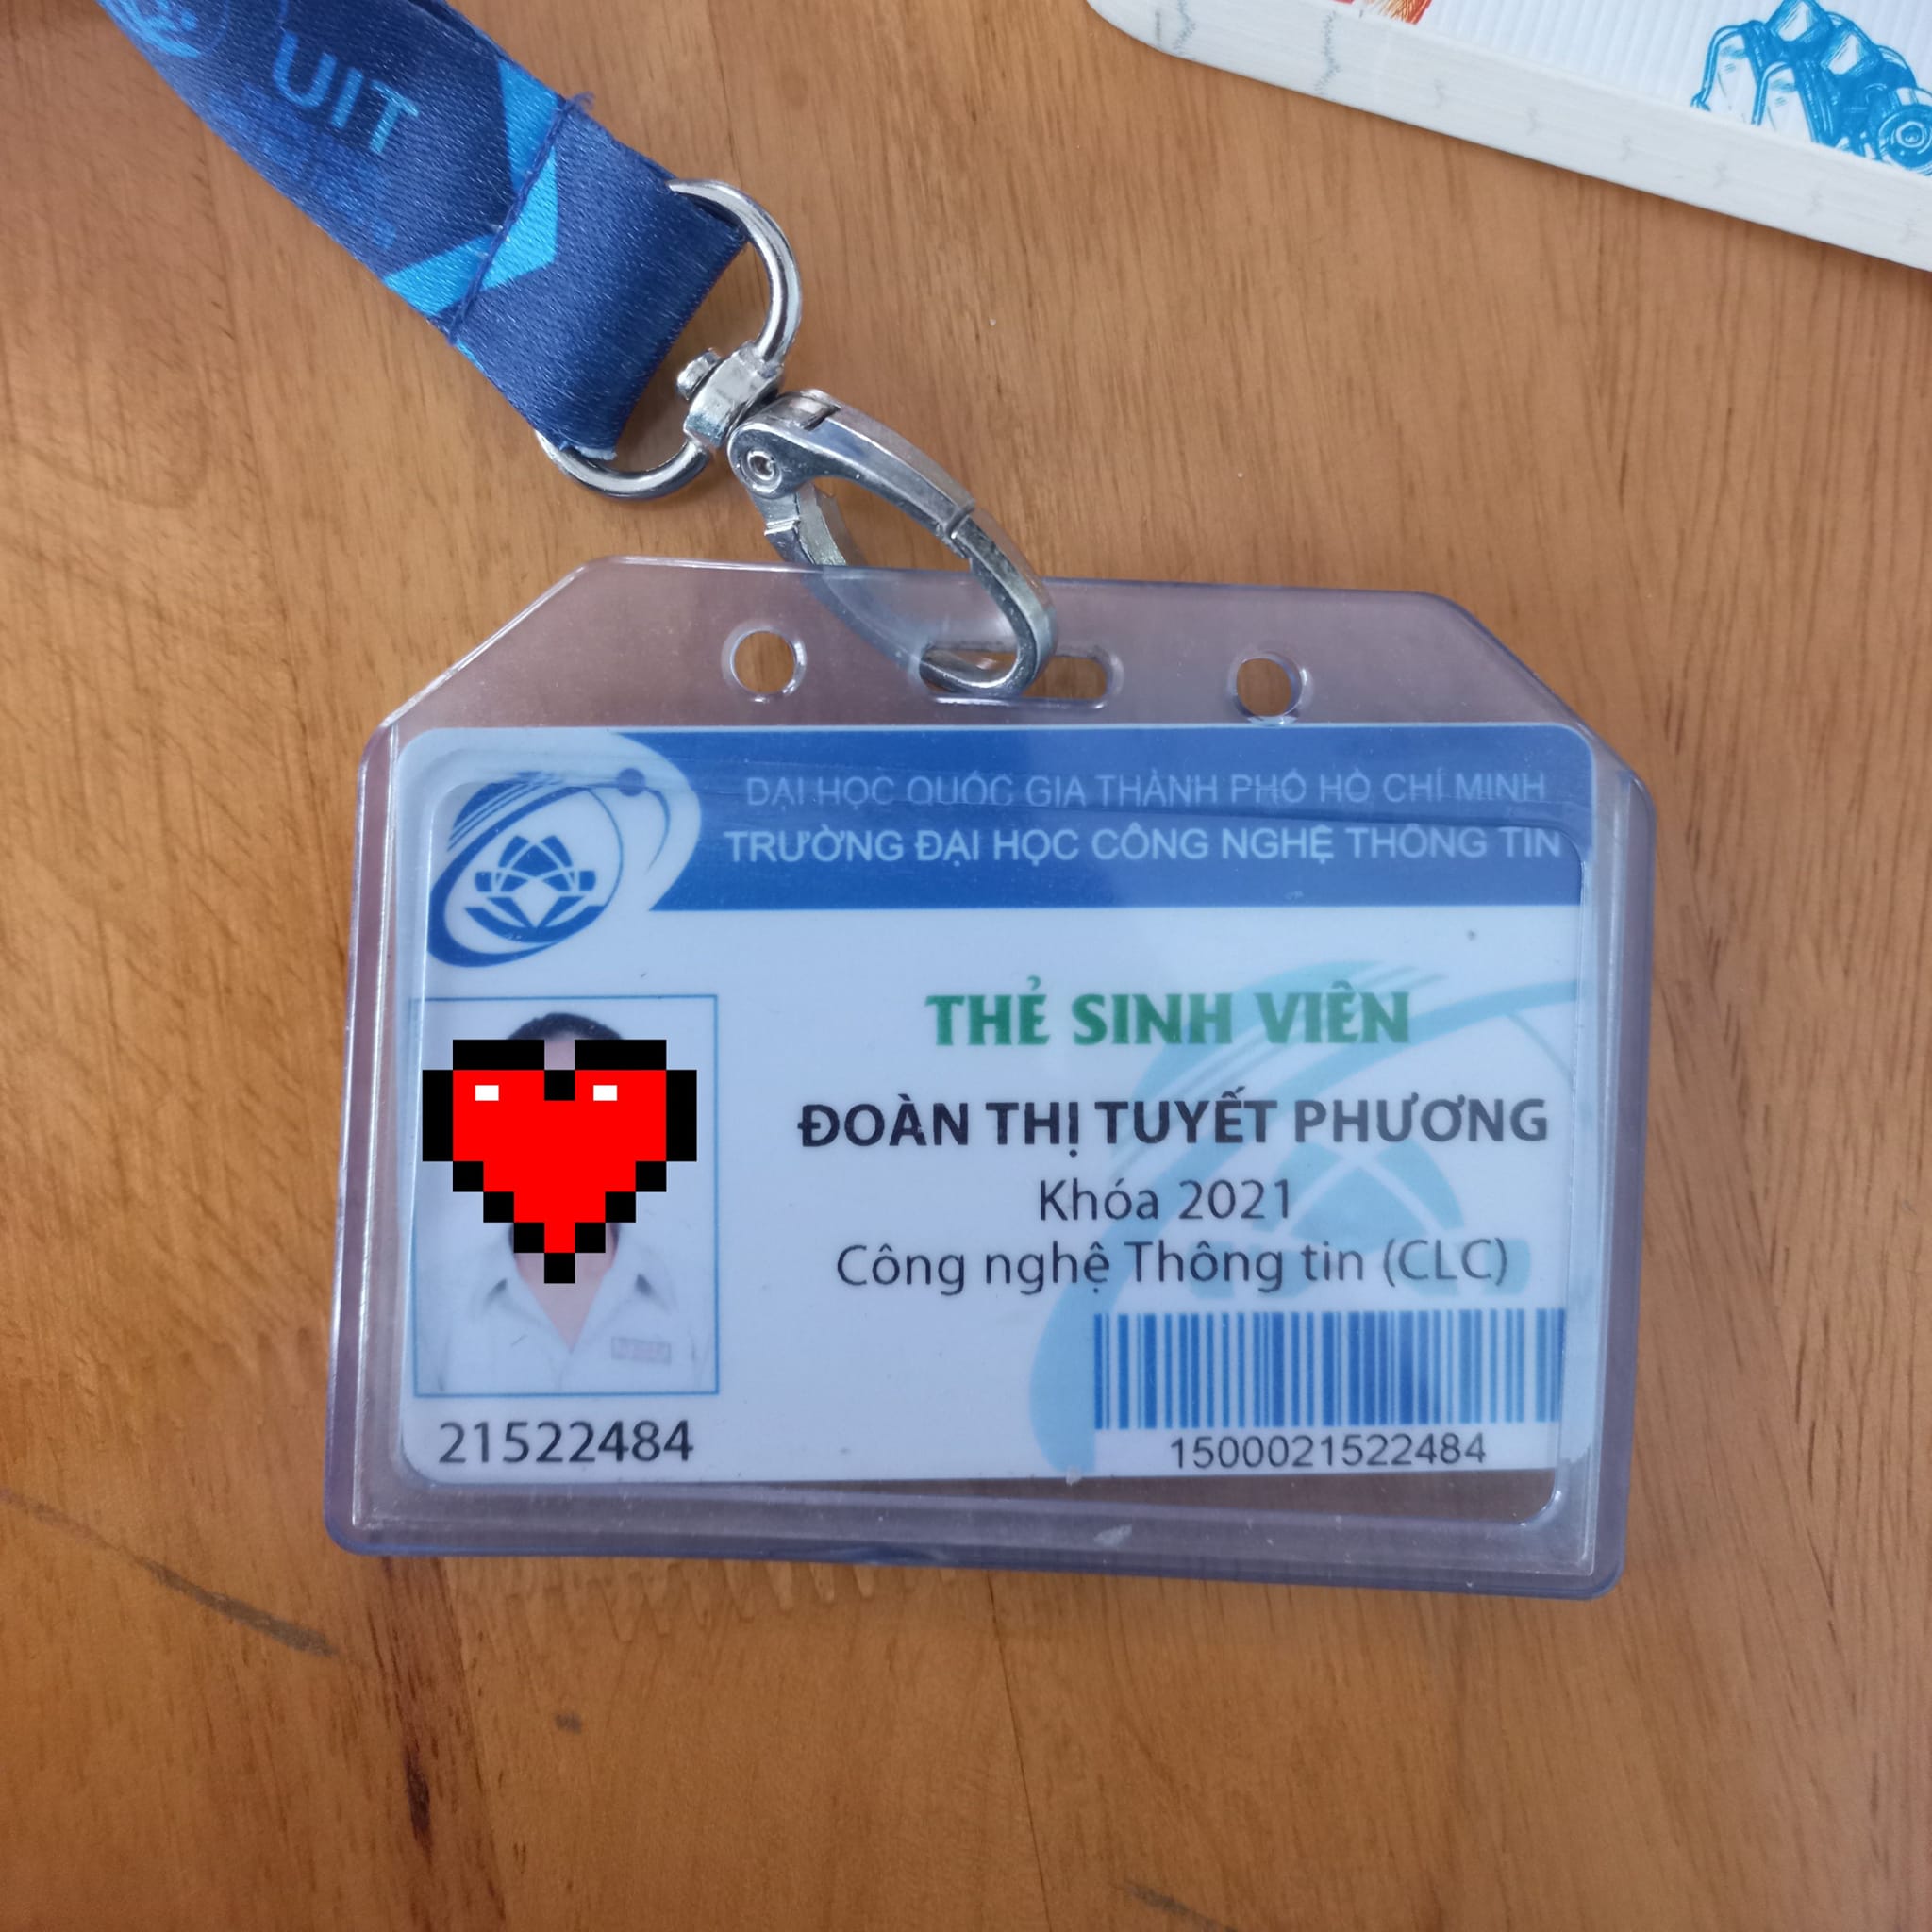 UIT
ĐẠI HỌC QUỐC GIA THÀNH PHỐ HỒ CHÍ MINH
TRƯỜNG ĐẠI HỌC CÔNG NGHỆ THÔNG TIN
THẺ SINH VIÊN
ĐOÀN THỊ TUYẾT PHƯƠNG
Khóa 2021
Công nghệ Thông tin (CLC)
21522484
1500021522484